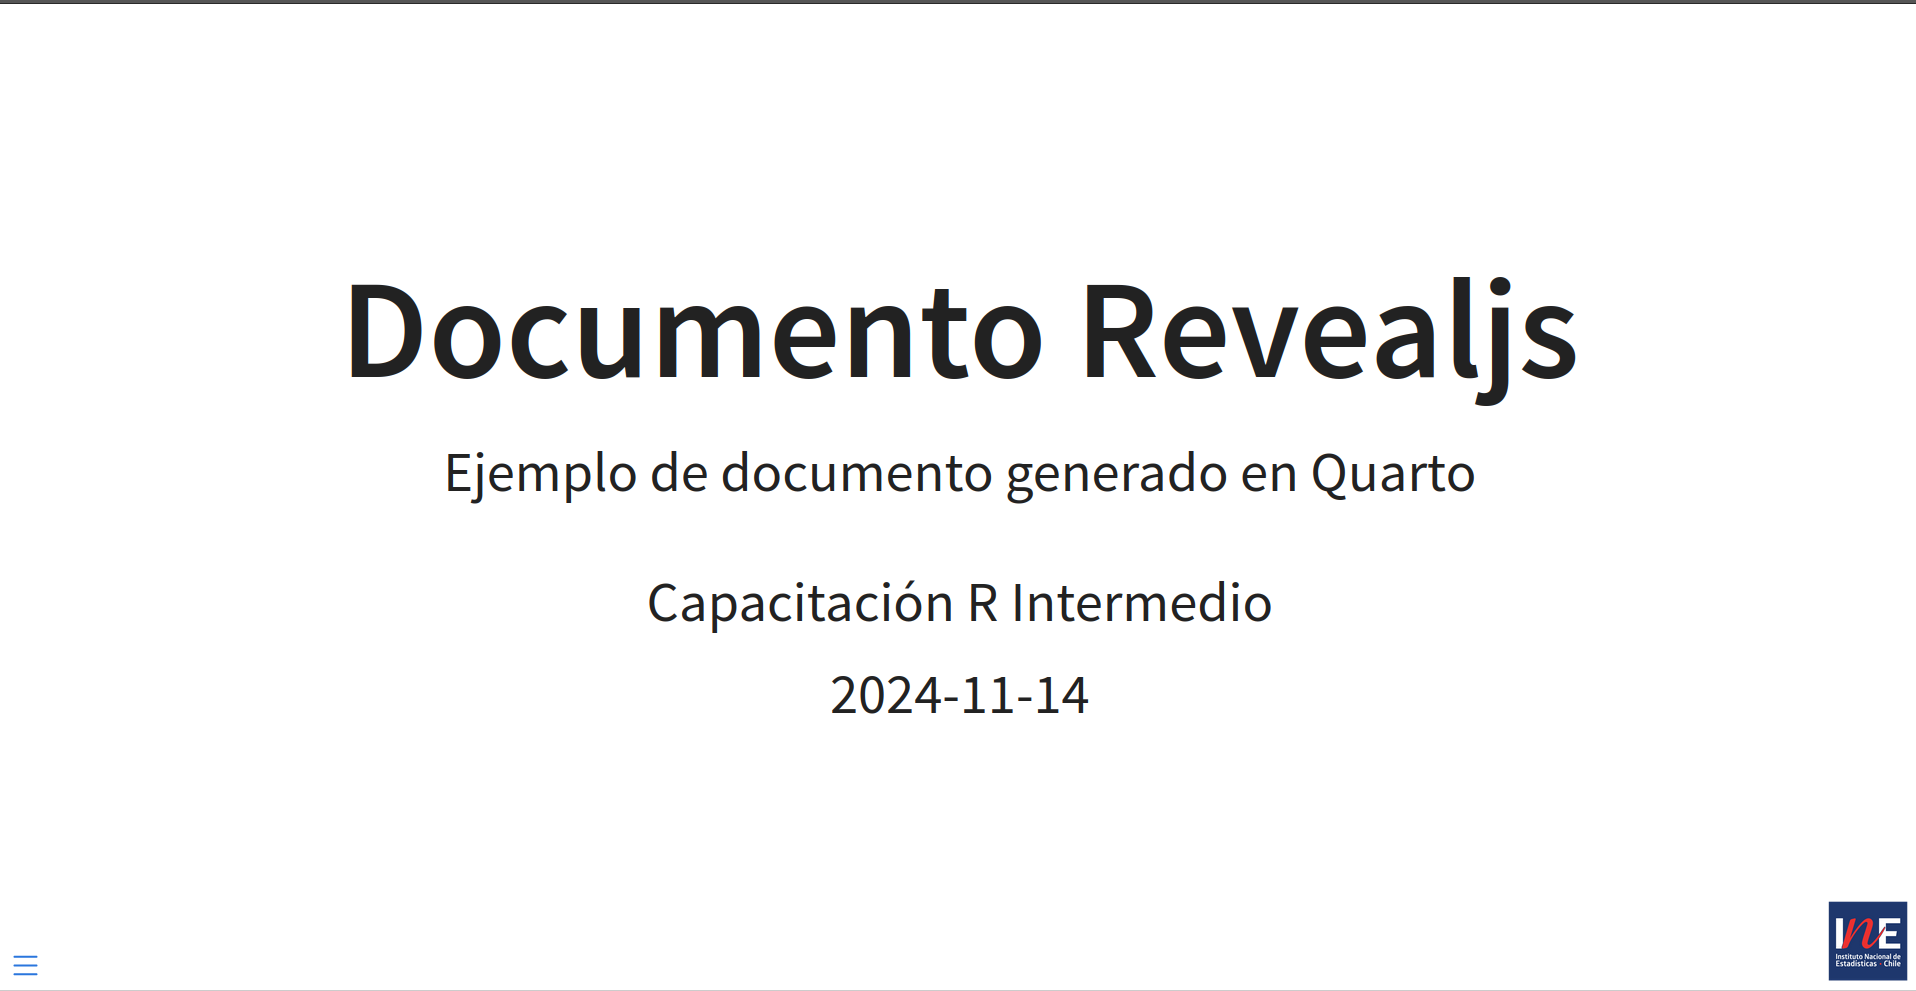 Documento Revealjs
Ejemplo de documento generado en Quarto
Capacitación R Intermedio
2024-11-14
InE
Instituto Nacional de
Estadísticas · Chile